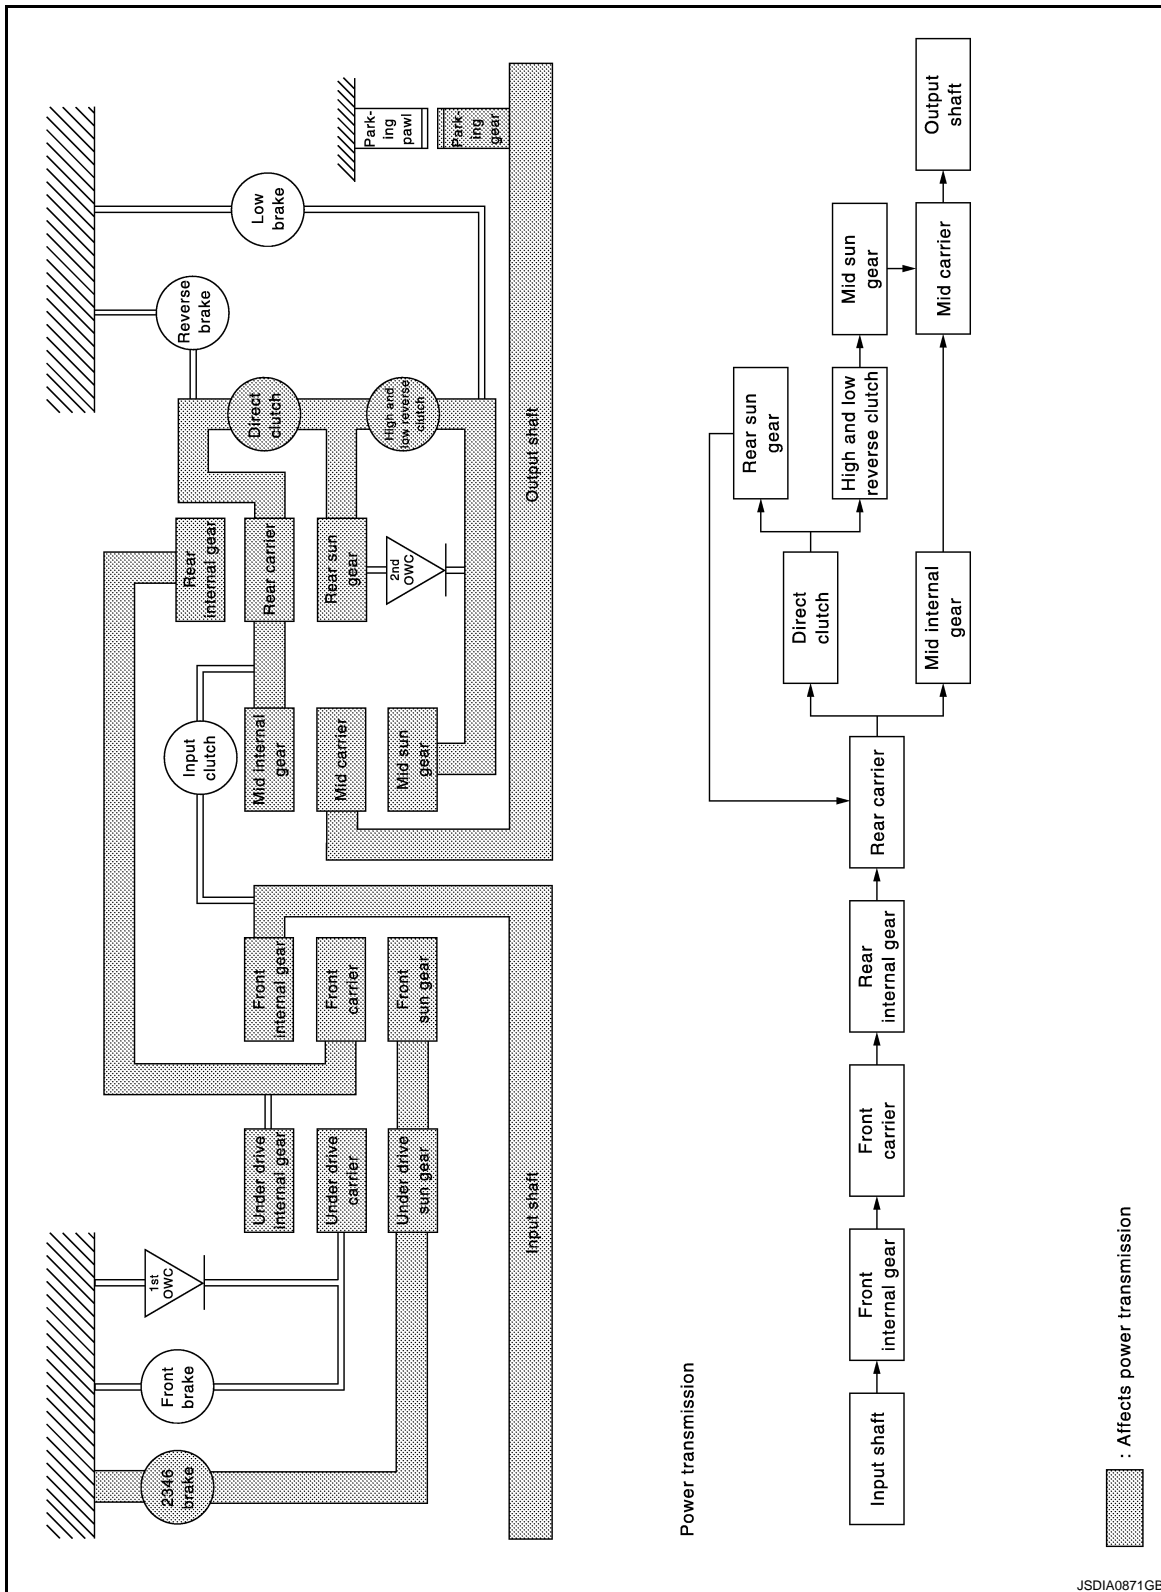 2346
brake
Front
brake
1st
OWC
Under drive
internal gear
Under drive
carrier
Under drive
sun gear
Input shaft
Front
internal gear
Front
carrier
Front
sun gear
Input
clutch
Mid internal
gear
Mid carrier
Mid sun
gear
Rear
internal gear
Rear carrier
Rear sun
gear
2nd
OWC
Direct
clutch
High and
low reverse
clutch
Reverse
brake
Low
brake
Output shaft
Park-
ing
pawl
Park-
ing
gear
Power transmission
Input shaft
Front
internal gear
Front
carrier
Rear
internal gear
Rear carrier
Direct
clutch
Mid internal
gear
Rear sun
gear
High and low
reverse clutch
Mid sun
gear
Mid carrier
Output
shaft
: Affects power transmission
JSDIA0871GB